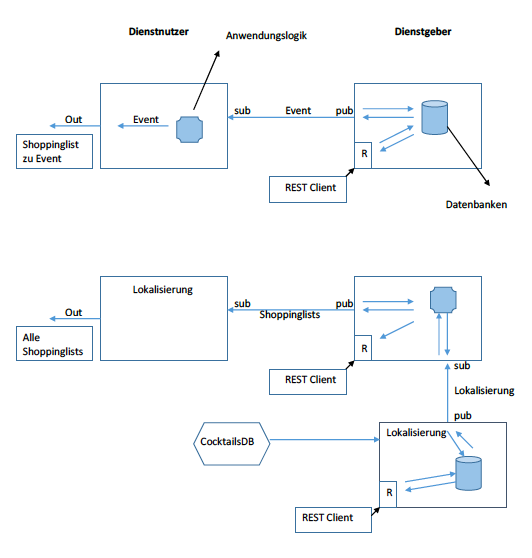 Dienstnutzer
Anwendungslogik
Dienstgeber
Out
Event
sub
Event
pub
Shoppinglist
zu Event
R
REST Client
Datenbanken
Lokalisierung
Out
sub
pub
Shoppinglists
Alle
Shoppinglists
R
REST Client
sub
Lokalisierung
pub
CocktailsDB
Lokalisierung
R
REST Client